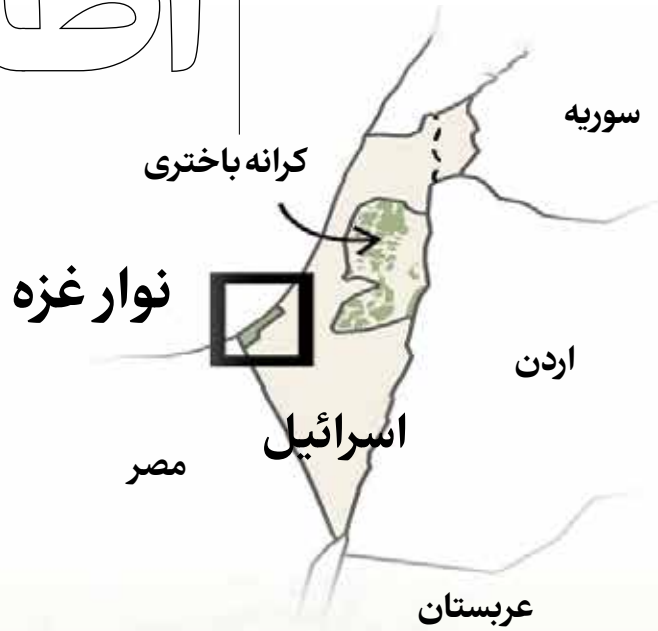 سوریه
کرانه باختری
نوار غزه
اردن
اسرائیل
مصر
عربستان